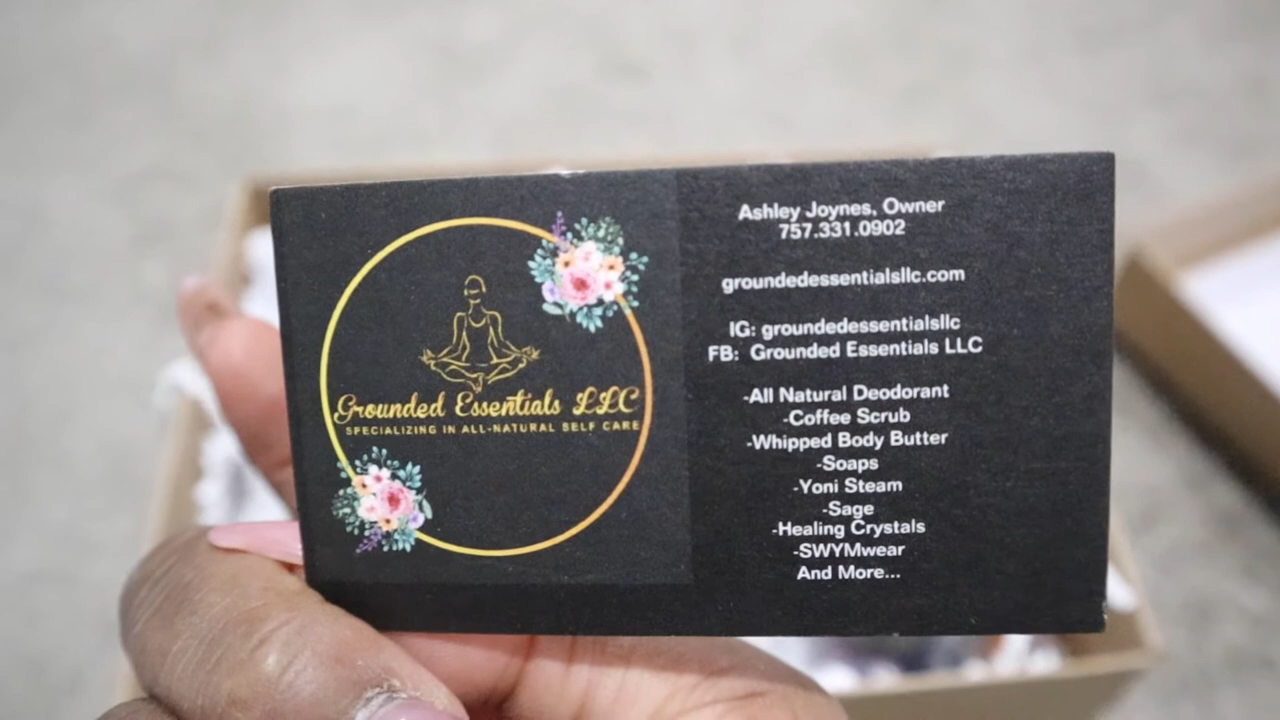 Grounded Essentials LLC
SPECIALIZING IN ALL-NATURAL SELF CARE
Ashley Joynes, Owner
757.331.0902
groundedessentialsllc.com
IG: groundedessentialsllc
FB: Grounded Essentials LLC
-All Natural Deodorant
-Coffee Scrub
-Whipped Body Butter
-Soaps
-Yoni Steam
-Sage
-Healing Crystals
-SWYMwear
And More...